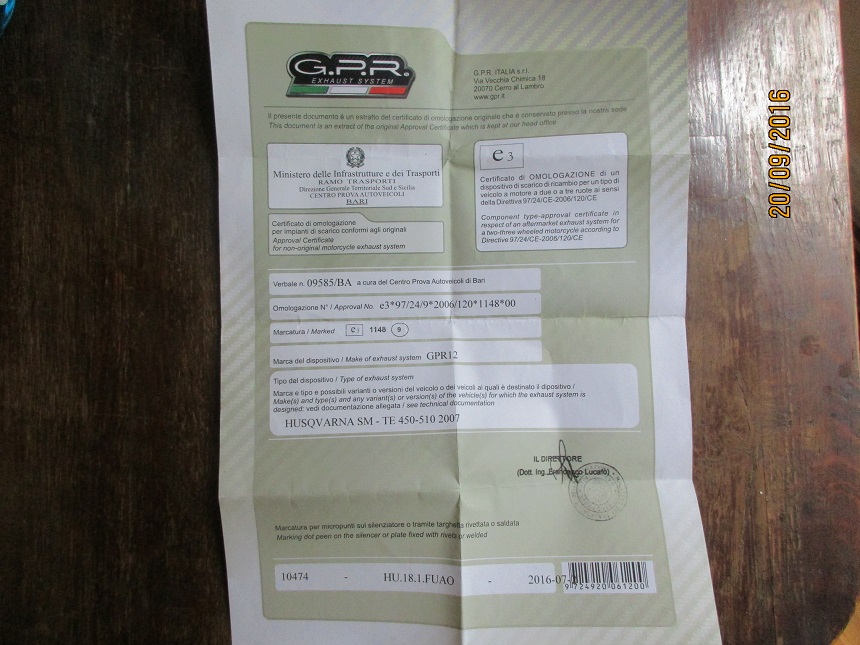 G.P.R.
EXHAUST SYSTEM
G.P.R. ITALIA s.r.l.
Via Vecchia Chimica 18
20070 Cerro al Lambro
www.gpr.it
Il presente documento è un estratto del certificato di omologazione originale che è conservato presso la nostra sede
This document is an extract of the original Approval Certificate which is kept at our head office
Ministero delle Infrastrutture e dei Trasporti
RAMO TRASPORTI
Direzione Generale Territoriale Sud e Sicilia
CENTRO PROVA AUTOVEICOLI
BARI
e 3
Certificato di OMOLOGAZIONE di un
dispositivo di scarico di ricambio per un tipo di
veicolo a motore a due o a tre ruote ai sensi
della Direttiva 97/24/CE-2006/120/CE
Component type-approval certificate in
respect of an aftermarket exhaust system for
a two-three wheeled motorcycle according to
Directive 97/24/CE-2006/120/CE
Certificato di omologazione
per impianti di scarico conformi agli originali
Approval Certificate
for non-original motorcycle exhaust system
Verbale n. 09585/BA a cura del Centro Prova Autoveicoli di Bari
Omologazione N° / Approval No. e3*97/24/9*2006/120*1148*00
Marcatura / Marked e3 1148 9
Marca del dispositivo / Make of exhaust system GPR12
Tipo del dispositivo / Type of exhaust system
Marca e tipo e possibili varianti o versioni del veicolo o dei veicoli ai quali è destinato il dipositivo /
Make(s) and type(s) and any variant(s) or version(s) of the vehicle(s) for which the exhaust system is
designed: vedi documentazione allegata / see technical documentation
HUSQVARNA SM - TE 450-510 2007
IL DIRETTORE
(Dott. Ing. Francesco Lucarò)
Marcatura per micropunti sul silenziatore o tramite targhetta rivettata o saldata
Marking dot peen on the silencer or plate fixed with rivets or welded
10474 - HU.18.1.FUAO - 2016-07-
9 724920 061200
20/09/2016